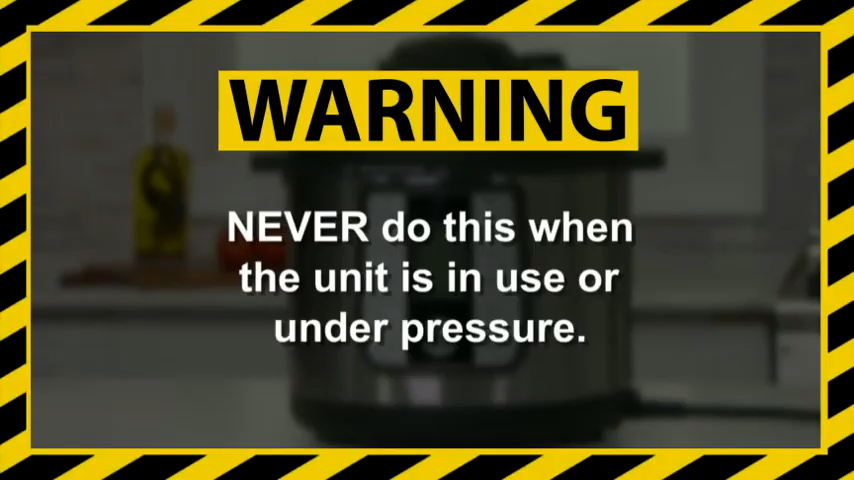 WARNING
NEVER do this when
the unit is in use or
under pressure.